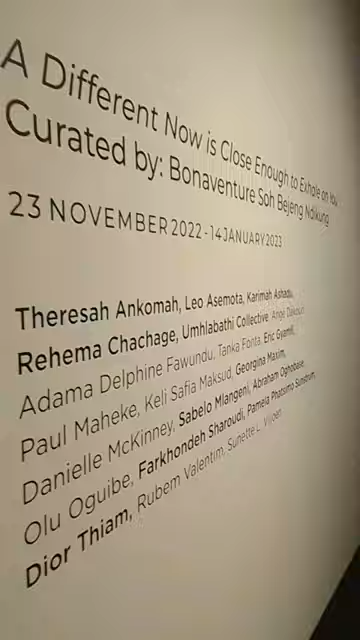 A Different Now is Close Enough to Exhale on You
Curated by: Bonaventure Soh Bejeng Ndikung
23 NOVEMBER 2022 - 14 JANUARY 2023
Theresah Ankomah, Leo Asemota, Karimah Ashadu,
Rehema Chachage, Umhlabathi Collective, Angè Dakouo
Adama Delphine Fawundu, Tanka Fonta, Eric Gyamfi,
Paul Maheke, Keli Safia Maksud, Georgina Maxim,
Danielle McKinney, Sabelo Mlangeni, Abraham Oghobase,
Olu Oguibe, Farkhondeh Sharoudi, Pamela Phatsimo Sunstrum,
Dior Thiam, Rubem Valentim, Sunette L. Viljoen